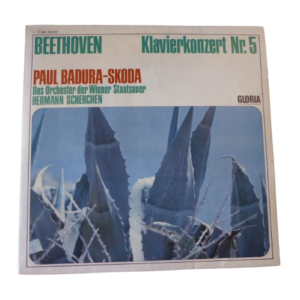 BEETHOVEN Klavierkonzert Nr. 5
PAUL BADURA-SKODA
Das Orchester der Wiener Staatsoper
HERMANN SCHERCHEN
GLORIA